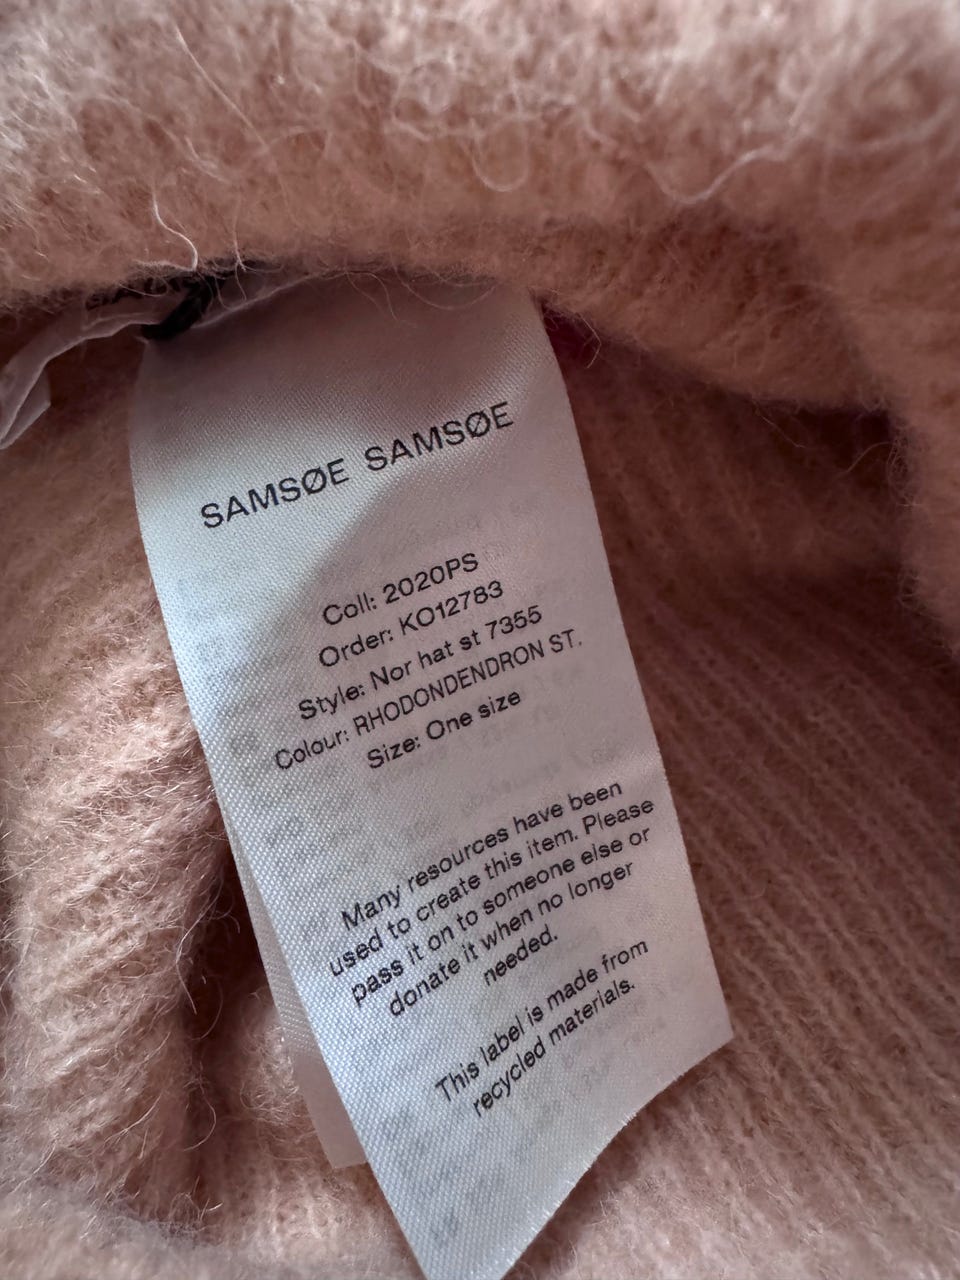 SAMSØE SAMSØE
Coll: 2020PS
Order: KO12783
Style: Nor hat st 7355
Colour: RHODONDENDRON ST.
Size: One size
Many resources have been
used to create this item. Please
pass it on to someone else or
donate it when no longer
needed.
This label is made from
recycled materials.